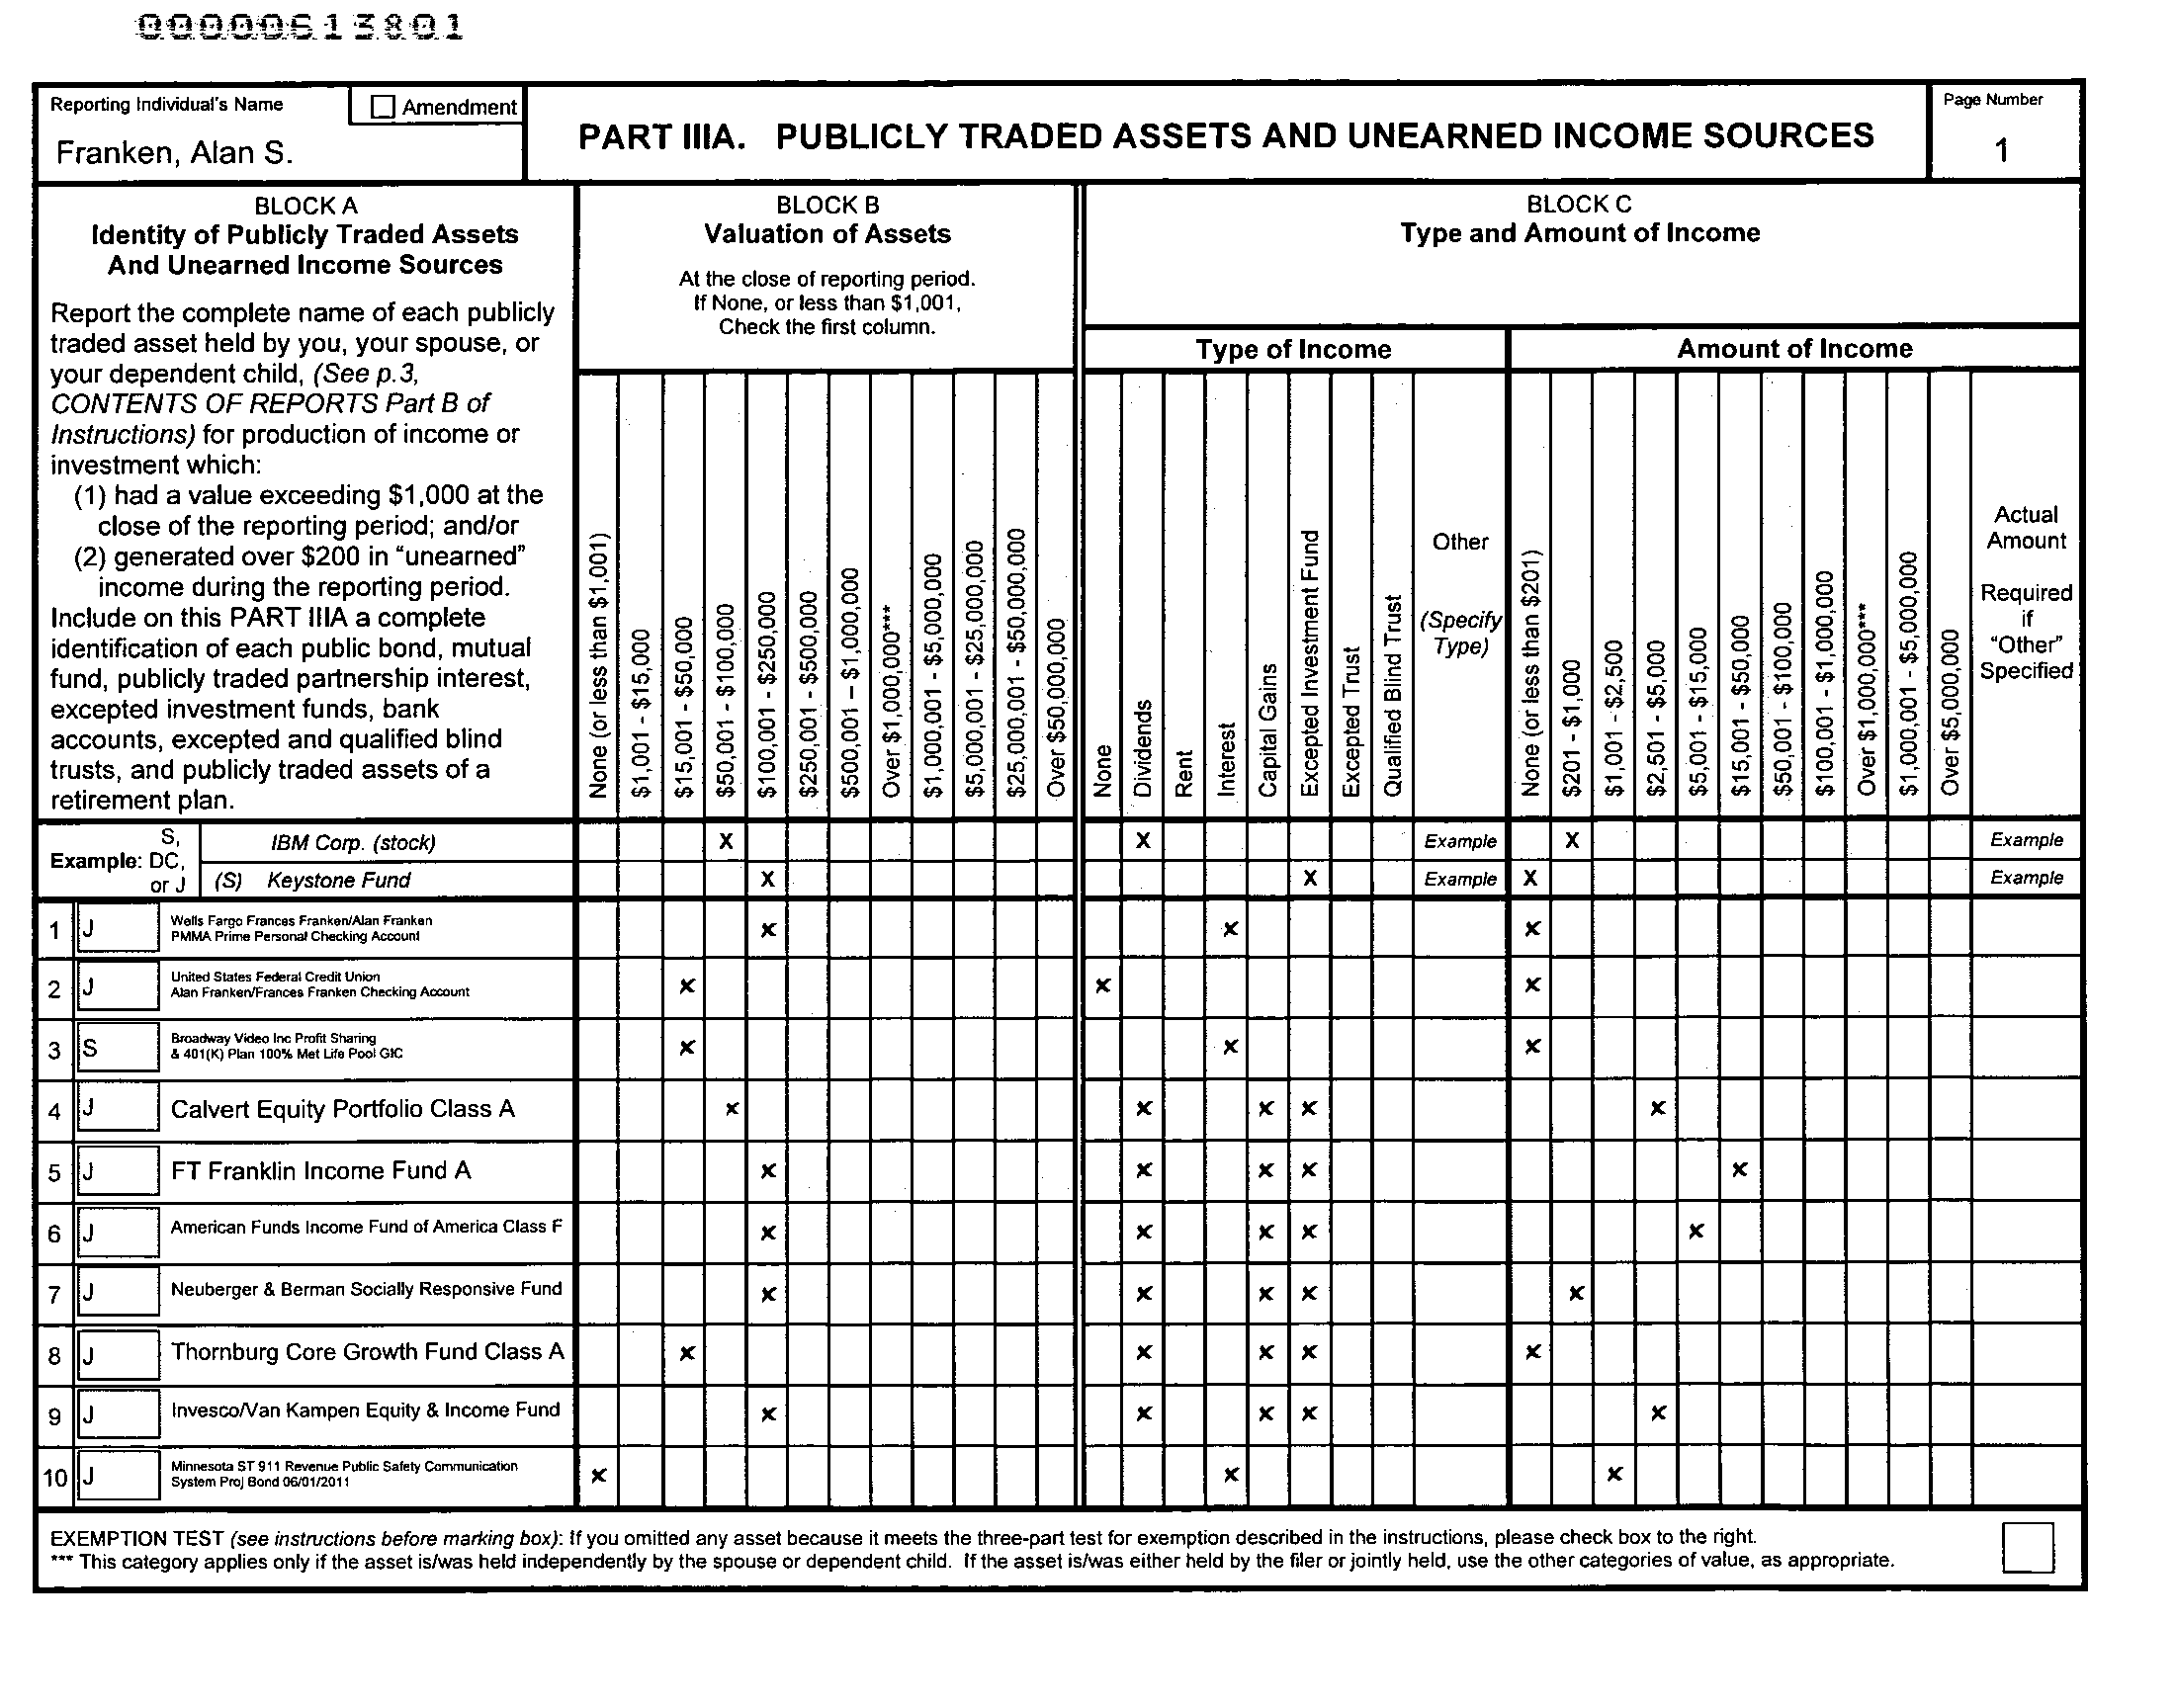 00000613801
Reporting Individual's Name
Amendment
Franken, Alan S.
PART IIIA. PUBLICLY TRADED ASSETS AND UNEARNED INCOME SOURCES
Page Number
1
BLOCK A
Identity of Publicly Traded Assets
And Unearned Income Sources
Report the complete name of each publicly
traded asset held by you, your spouse, or
your dependent child, (See p.3,
CONTENTS OF REPORTS Part B of
Instructions) for production of income or
investment which:
(1) had a value exceeding $1,000 at the
close of the reporting period; and/or
(2) generated over $200 in “unearned”
income during the reporting period.
Include on this PART IIIA a complete
identification of each public bond, mutual
fund, publicly traded partnership interest,
excepted investment funds, bank
accounts, excepted and qualified blind
trusts, and publicly traded assets of a
retirement plan.
BLOCK B
Valuation of Assets
At the close of reporting period.
If None, or less than $1,001,
Check the first column.
None (or less than $1,001)
$1,001 - $15,000
$15,001 - $50,000
$50,001 - $100,000
$100,001 - $250,000
$250,001 - $500,000
$500,001 – $1,000,000
Over $1,000,000***
$1,000,001 - $5,000,000
$5,000,001 - $25,000,000
$25,000,001 - $50,000,000
Over $50,000,000
BLOCK C
Type and Amount of Income
Type of Income
None
Dividends
Rent
Interest
Capital Gains
Excepted Investment Fund
Excepted Trust
Qualified Blind Trust
Other
(Specify
Type)
Amount of Income
None (or less than $201)
$201 - $1,000
$1,001 - $2,500
$2,501 - $5,000
$5,001 - $15,000
$15,001 - $50,000
$50,001 - $100,000
$100,001 - $1,000,000
Over $1,000,000***
$1,000,001 - $5,000,000
Over $5,000,000
Actual
Amount
Required
if
“Other”
Specified
Example: S, DC, or J
IBM Corp. (stock) X X Example X Example
(S) Keystone Fund X X Example X Example
1 J Wells Fargo Frances Franken/Alan Franken
PMMA Prime Personal Checking Account x x x
2 J United States Federal Credit Union
Alan Franken/Frances Franken Checking Account x x x
3 S Broadway Video Inc Profit Sharing
& 401(K) Plan 100% Met Life Pool GIC x x x
4 J Calvert Equity Portfolio Class A x x x x x
5 J FT Franklin Income Fund A x x x x x
6 J American Funds Income Fund of America Class F x x x x x
7 J Neuberger & Berman Socially Responsive Fund x x x x x
8 J Thornburg Core Growth Fund Class A x x x x x
9 J Invesco/Van Kampen Equity & Income Fund x x x x x
10 J Minnesota ST 911 Revenue Public Safety Communication
System Proj Bond 06/01/2011 x x x
EXEMPTION TEST (see instructions before marking box): If you omitted any asset because it meets the three-part test for exemption described in the instructions, please check box to the right.
*** This category applies only if the asset is/was held independently by the spouse or dependent child. If the asset is/was either held by the filer or jointly held, use the other categories of value, as appropriate.